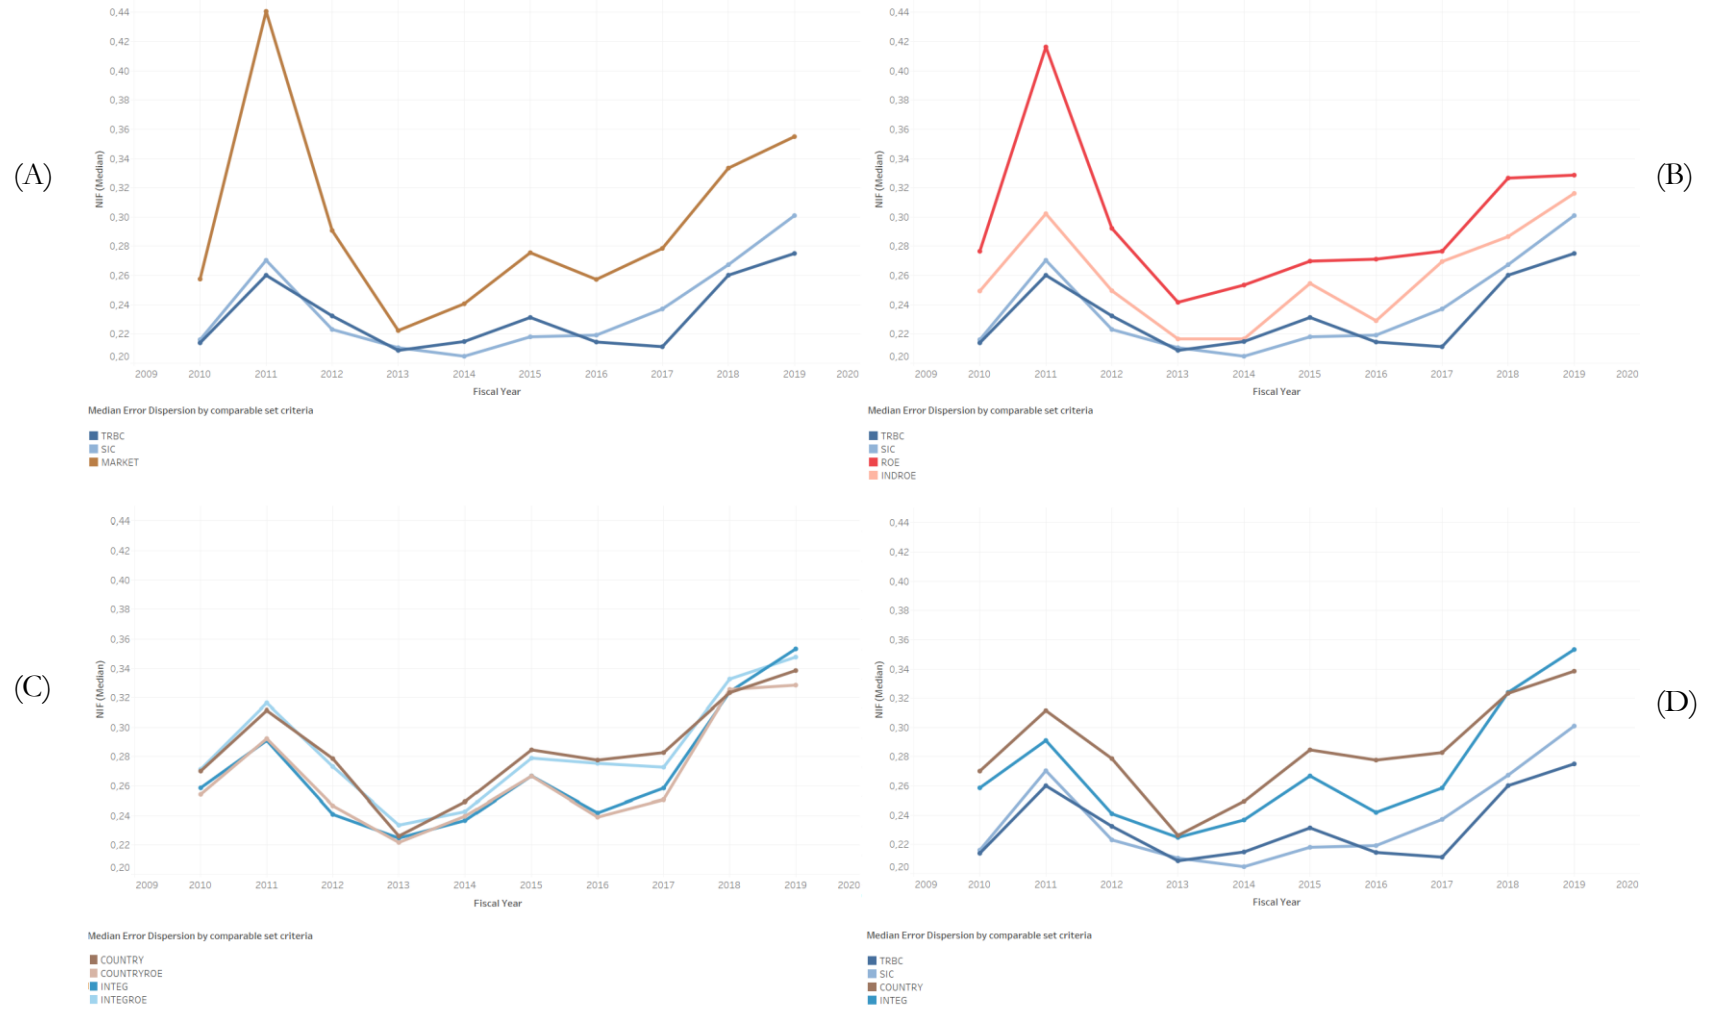 (A)
NIF (Median)
0,44
0,42
0,40
0,38
0,36
0,34
0,32
0,30
0,28
0,26
0,24
0,22
0,20
2009 2010 2011 2012 2013 2014 2015 2016 2017 2018 2019 2020
Fiscal Year
Median Error Dispersion by comparable set criteria
TRBC
SIC
MARKET
(B)
NIF (Median)
0,44
0,42
0,40
0,38
0,36
0,34
0,32
0,30
0,28
0,26
0,24
0,22
0,20
2009 2010 2011 2012 2013 2014 2015 2016 2017 2018 2019 2020
Fiscal Year
Median Error Dispersion by comparable set criteria
TRBC
SIC
ROE
INDROE
(C)
NIF (Median)
0,44
0,42
0,40
0,38
0,36
0,34
0,32
0,30
0,28
0,26
0,24
0,22
0,20
2009 2010 2011 2012 2013 2014 2015 2016 2017 2018 2019 2020
Fiscal Year
Median Error Dispersion by comparable set criteria
COUNTRY
COUNTRYROE
INTEG
INTEGROE
(D)
NIF (Median)
0,44
0,42
0,40
0,38
0,36
0,34
0,32
0,30
0,28
0,26
0,24
0,22
0,20
2009 2010 2011 2012 2013 2014 2015 2016 2017 2018 2019 2020
Fiscal Year
Median Error Dispersion by comparable set criteria
TRBC
SIC
COUNTRY
INTEG